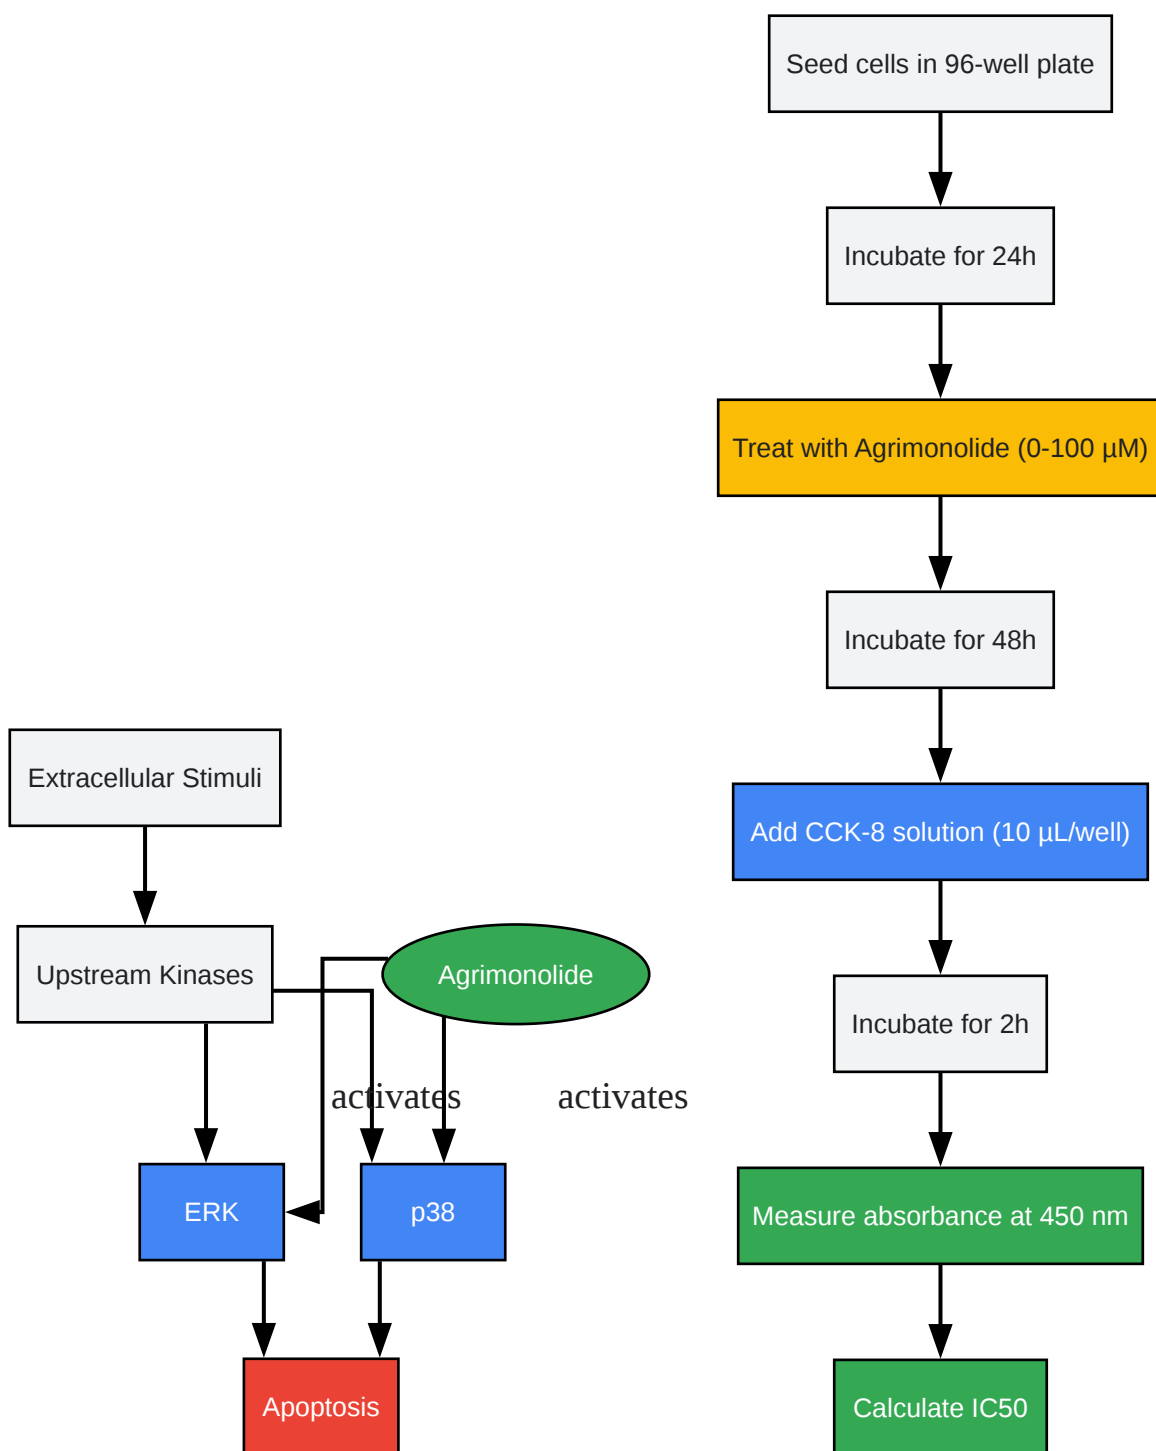 Seed cells in 96-well plate
Incubate for 24h
Treat with Agrimonolide (0-100 µM)
Incubate for 48h
Add CCK-8 solution (10 µL/well)
Incubate for 2h
Measure absorbance at 450 nm
Calculate IC50
Extracellular Stimuli
Upstream Kinases
Agrimonolide
activates
activates
ERK
p38
Apoptosis